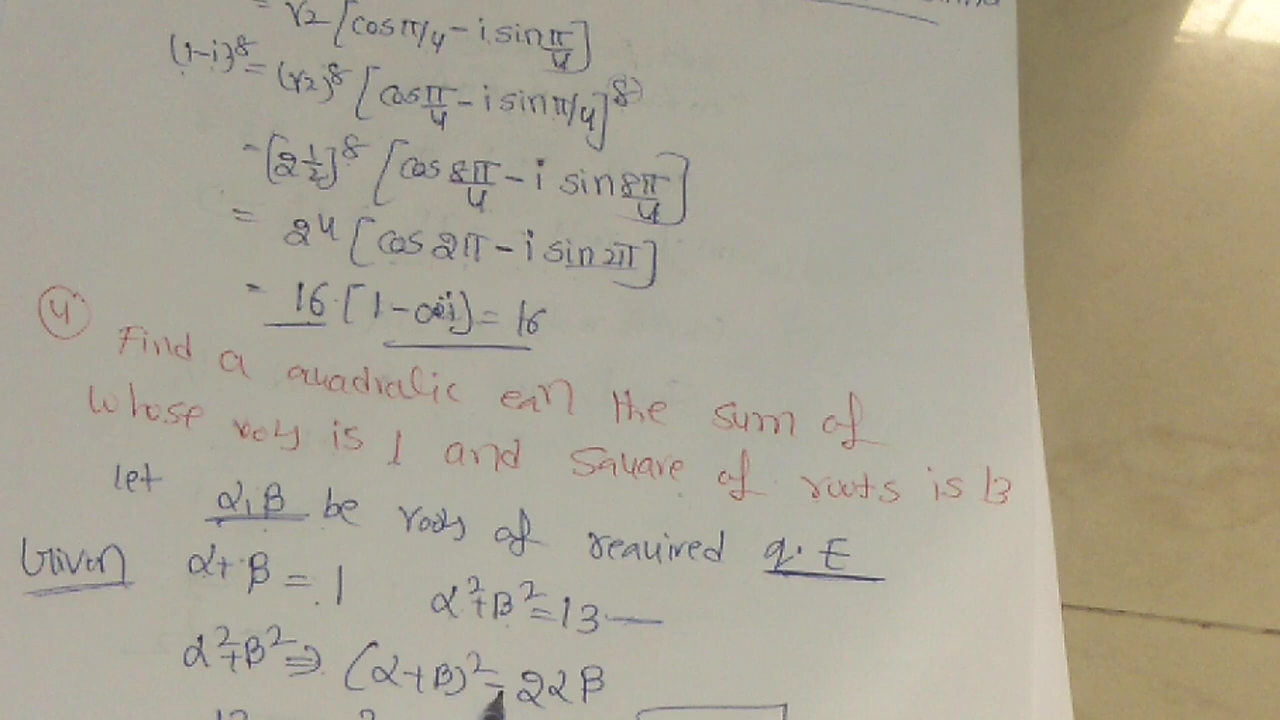 = √2 [cos π/4 - i sin π/4]
(1-i)^8 = (√2)^8 [cos π/4 - i sin π/4]^8
= [2^1/2]^8 [cos 8π/4 - i sin 8π/4]
= 2^4 [cos 2π - i sin 2π]
= 16 [1 - 0i] = 16
④ Find a quadratic eqn the sum of
whose roots is 1 and square of roots is 13
let α, β be roots of required q. E
Given α + β = 1 α² + β² = 13
α² + β² ⇒ (α + β)² - 2αβ